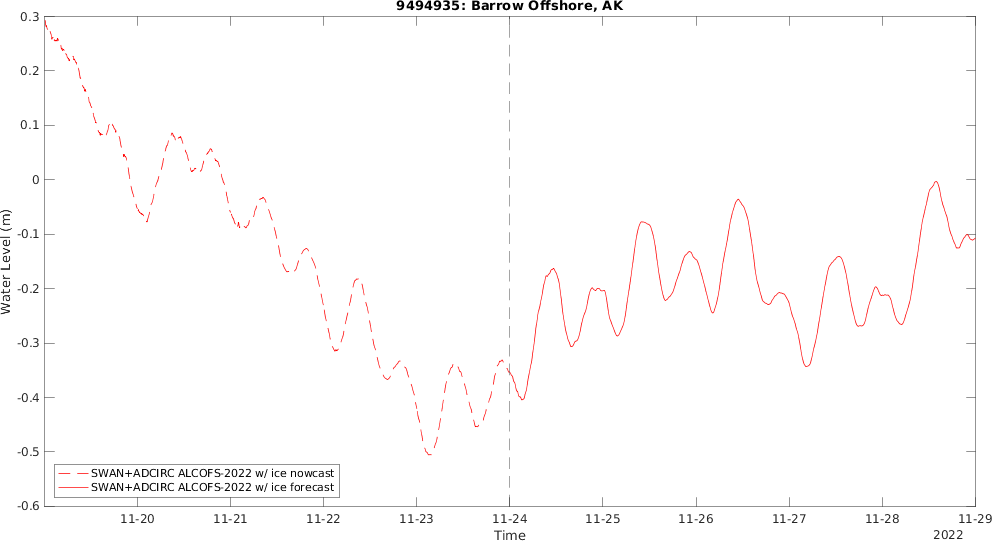 9494935: Barrow Offshore, AK
0.3
0.2
0.1
0
-0.1
-0.2
-0.3
-0.4
-0.5
-0.6
Water Level (m)
SWAN+ADCIRC ALCOFS-2022 w/ ice nowcast
SWAN+ADCIRC ALCOFS-2022 w/ ice forecast
11-20 11-21 11-22 11-23 11-24 11-25 11-26 11-27 11-28 11-29
Time
2022